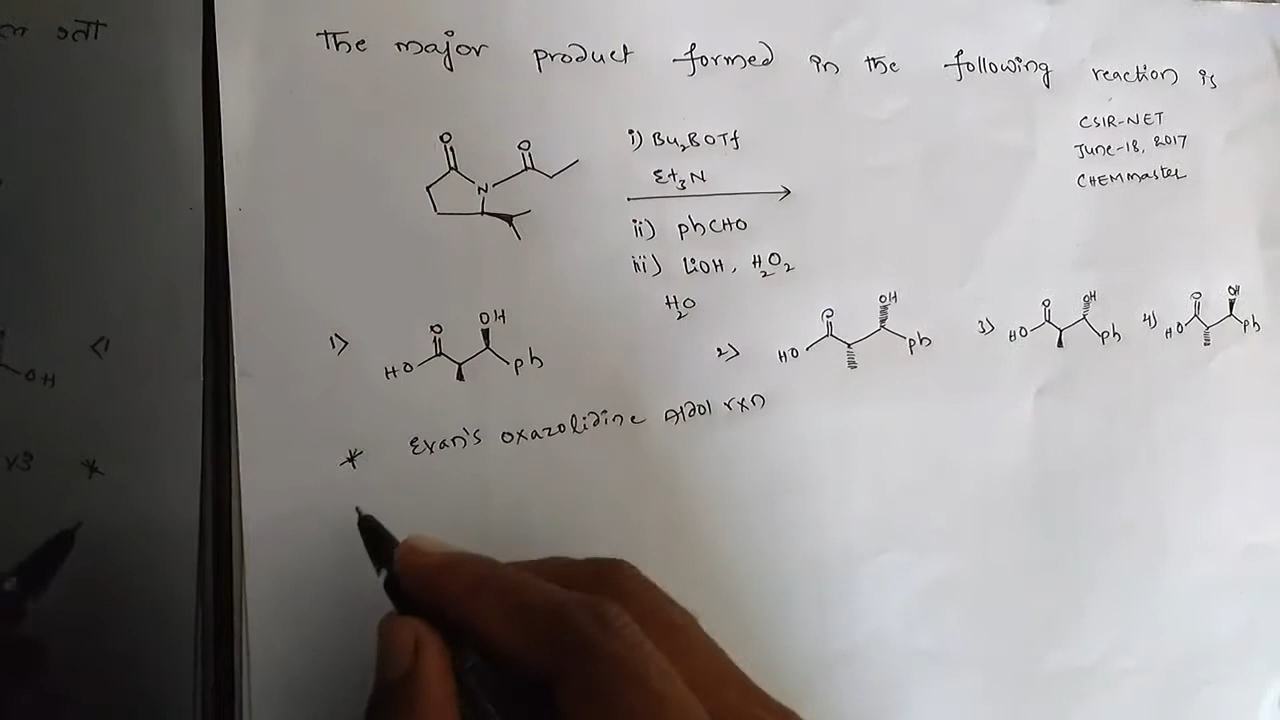 The major product formed in the following reaction is
CSIR-NET
June-18, 2017
CHEMmaster
O
O
N
i) Bu2BOTf
Et3N
ii) phCHO
iii) LiOH, H2O2
H2O
1)
HO
O
OH
ph
2)
HO
O
OH
ph
3)
HO
O
OH
ph
4)
HO
O
OH
ph
* Evan's oxazolidine Aldol rxn
OH
*